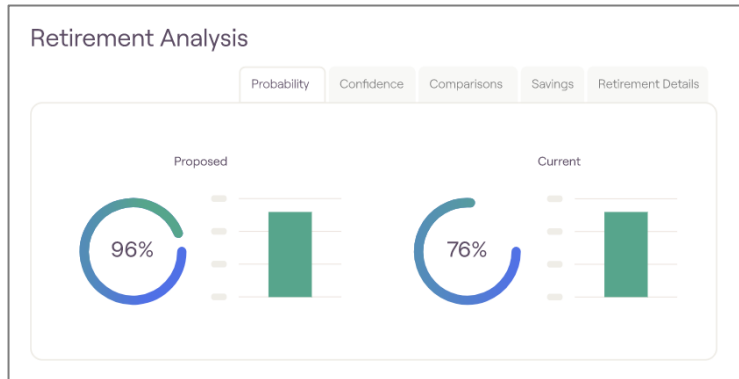 Retirement Analysis
Probability Confidence Comparisons Savings Retirement Details
Proposed Current
96% 76%